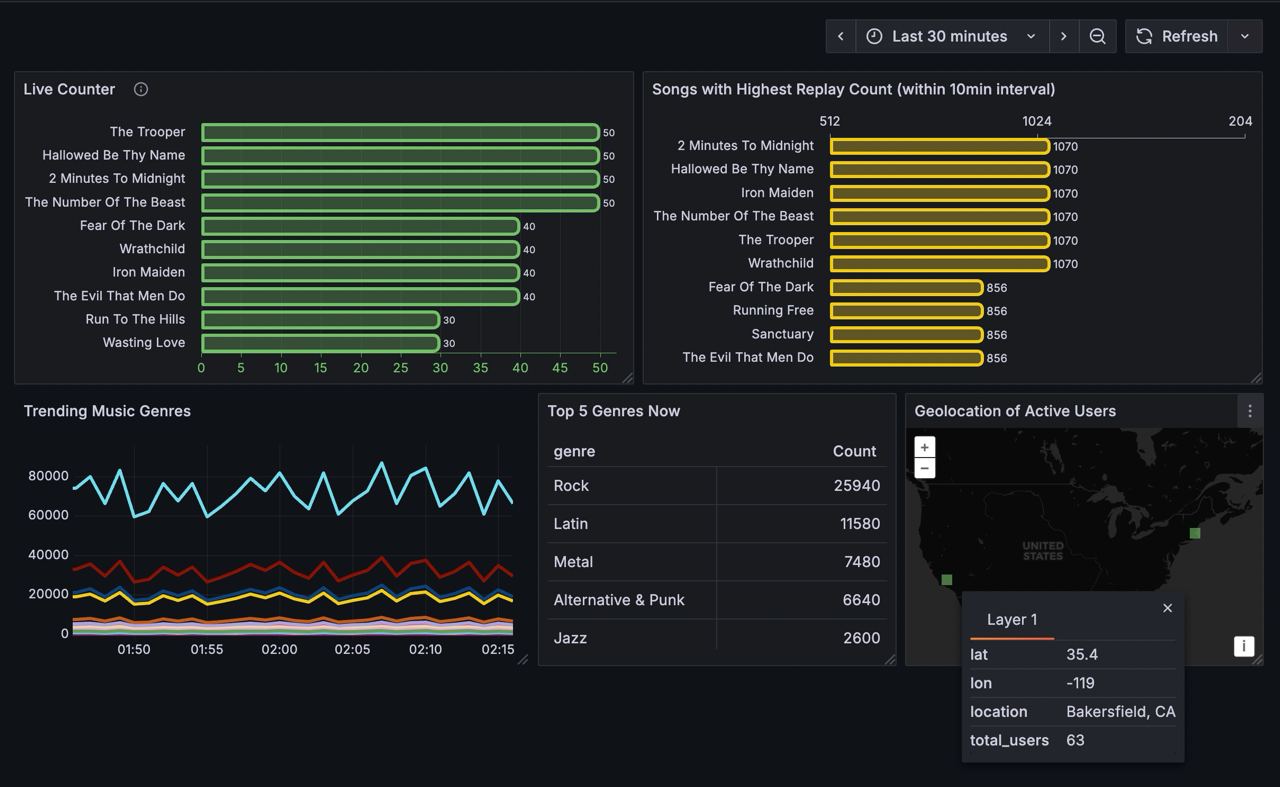 Last 30 minutes
Refresh
Live Counter
The Trooper 50
Hallowed Be Thy Name 50
2 Minutes To Midnight 50
The Number Of The Beast 50
Fear Of The Dark 40
Wrathchild 40
Iron Maiden 40
The Evil That Men Do 40
Run To The Hills 30
Wasting Love 30
0 5 10 15 20 25 30 35 40 45 50
Songs with Highest Replay Count (within 10min interval)
512 1024 204
2 Minutes To Midnight 1070
Hallowed Be Thy Name 1070
Iron Maiden 1070
The Number Of The Beast 1070
The Trooper 1070
Wrathchild 1070
Fear Of The Dark 856
Running Free 856
Sanctuary 856
The Evil That Men Do 856
Trending Music Genres
80000
60000
40000
20000
0
01:50 01:55 02:00 02:05 02:10 02:15
Top 5 Genres Now
genre Count
Rock 25940
Latin 11580
Metal 7480
Alternative & Punk 6640
Jazz 2600
Geolocation of Active Users
+
−
UNITED
STATES
i
Layer 1
lat 35.4
lon -119
location Bakersfield, CA
total_users 63